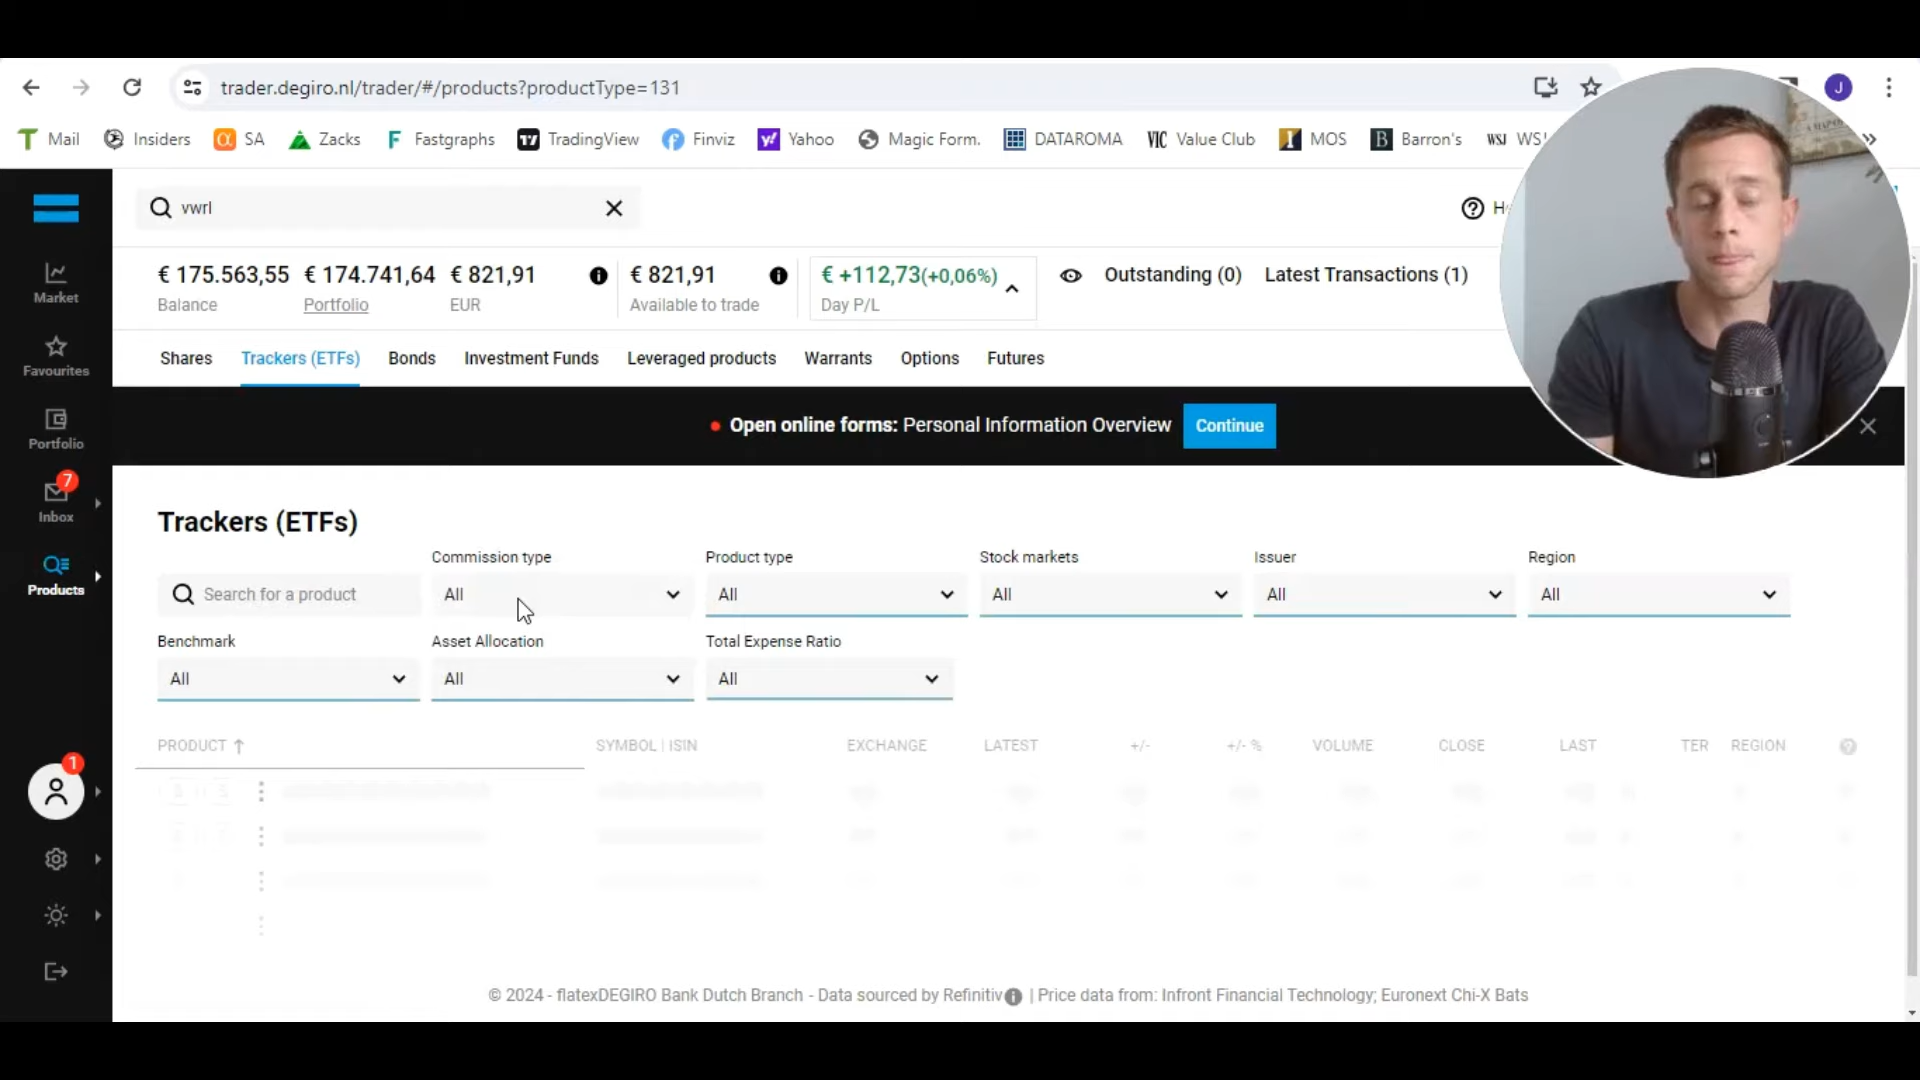 trader.degiro.nl/trader/#/products?productType=131
J
Mail Insiders SA Zacks Fastgraphs TradingView Finviz Yahoo Magic Form. DATAROMA VIC Value Club MOS Barron's WSJ
vwrl
€ 175.563,55 € 174.741,64 € 821,91 € 821,91 € +112,73(+0,06%) Outstanding (0) Latest Transactions (1)
Balance Portfolio EUR Available to trade Day P/L
Market
Shares Trackers (ETFs) Bonds Investment Funds Leveraged products Warrants Options Futures
Favourites
Open online forms: Personal Information Overview Continue
Portfolio
7
Inbox
Trackers (ETFs)
Commission type Product type Stock markets Issuer Region
Products
Search for a product All All All All All
Benchmark Asset Allocation Total Expense Ratio
All All All
PRODUCT SYMBOL | ISIN EXCHANGE LATEST +/- +/- % VOLUME CLOSE LAST TER REGION
1
© 2024 - flatexDEGIRO Bank Dutch Branch - Data sourced by Refinitiv | Price data from: Infront Financial Technology; Euronext Chi-X Bats